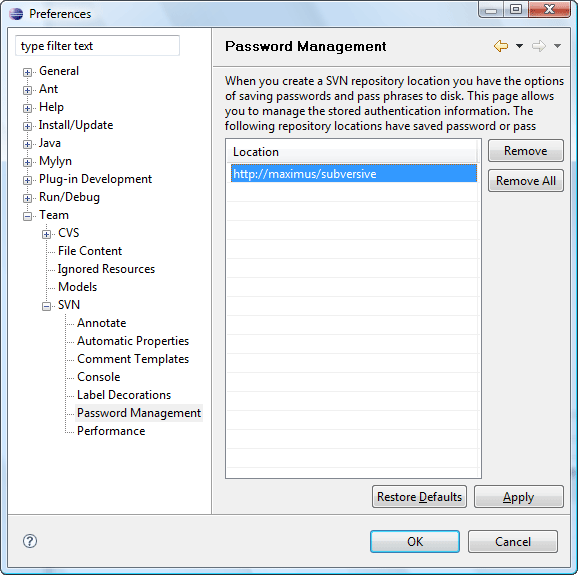 Preferences
type filter text
General
Ant
Help
Install/Update
Java
Mylyn
Plug-in Development
Run/Debug
Team
CVS
File Content
Ignored Resources
Models
SVN
Annotate
Automatic Properties
Comment Templates
Console
Label Decorations
Password Management
Performance
Password Management
When you create a SVN repository location you have the options
of saving passwords and pass phrases to disk. This page allows
you to manage the stored authentication information. The
following repository locations have saved password or pass
Location
http://maximus/subversive
Remove
Remove All
Restore Defaults
Apply
?
OK
Cancel